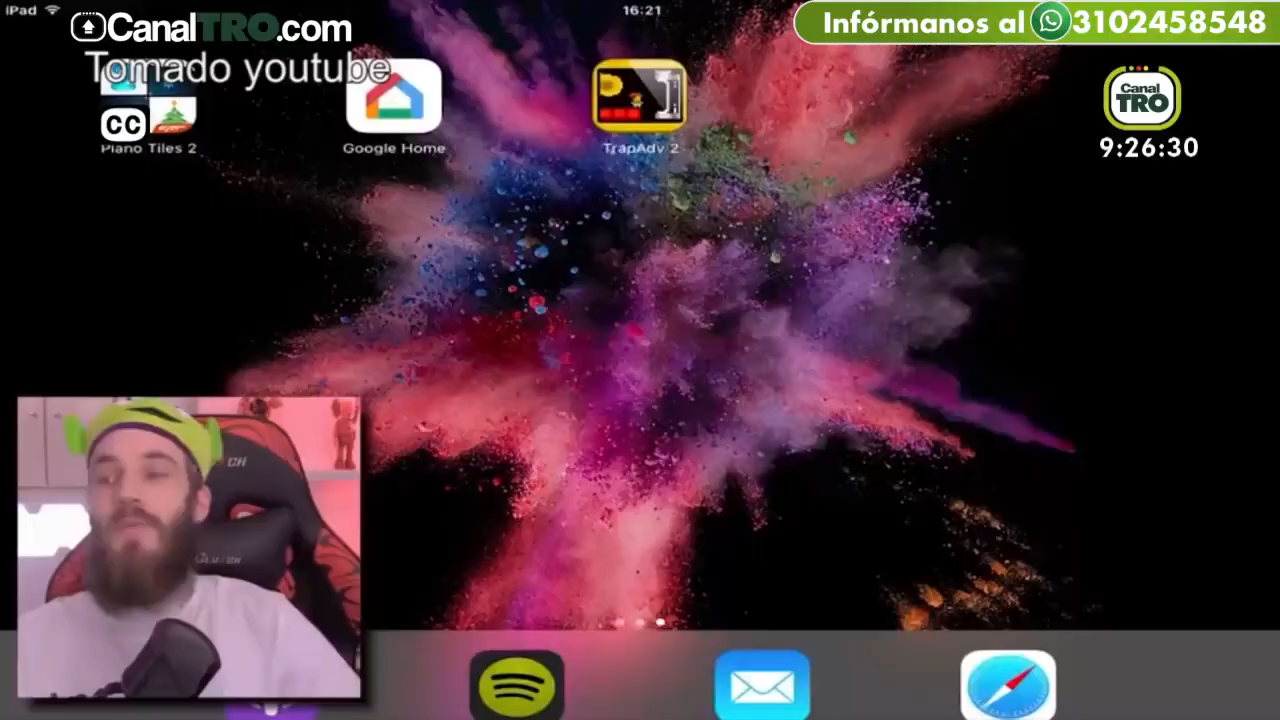 iPad
16:21
CanalTRO.com
Infórmanos al 3102458548
Tomado youtube
CC
Piano Tiles 2
Google Home
TrapAdv 2
Canal
TRO
9:26:30
CH